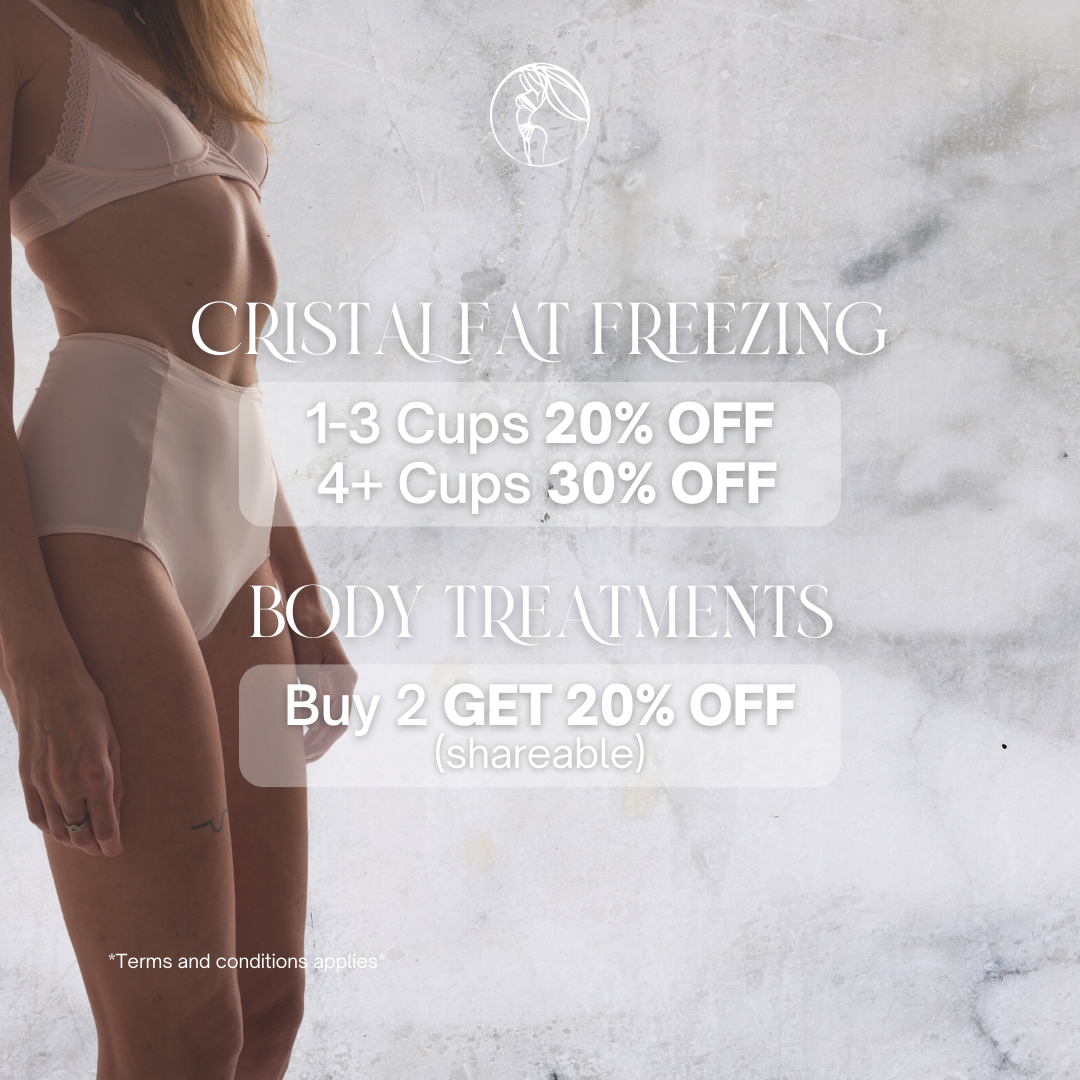 CRISTAL FAT FREEZING
1-3 Cups 20% OFF
4+ Cups 30% OFF
BODY TREATMENTS
Buy 2 GET 20% OFF
(shareable)
*Terms and conditions applies*